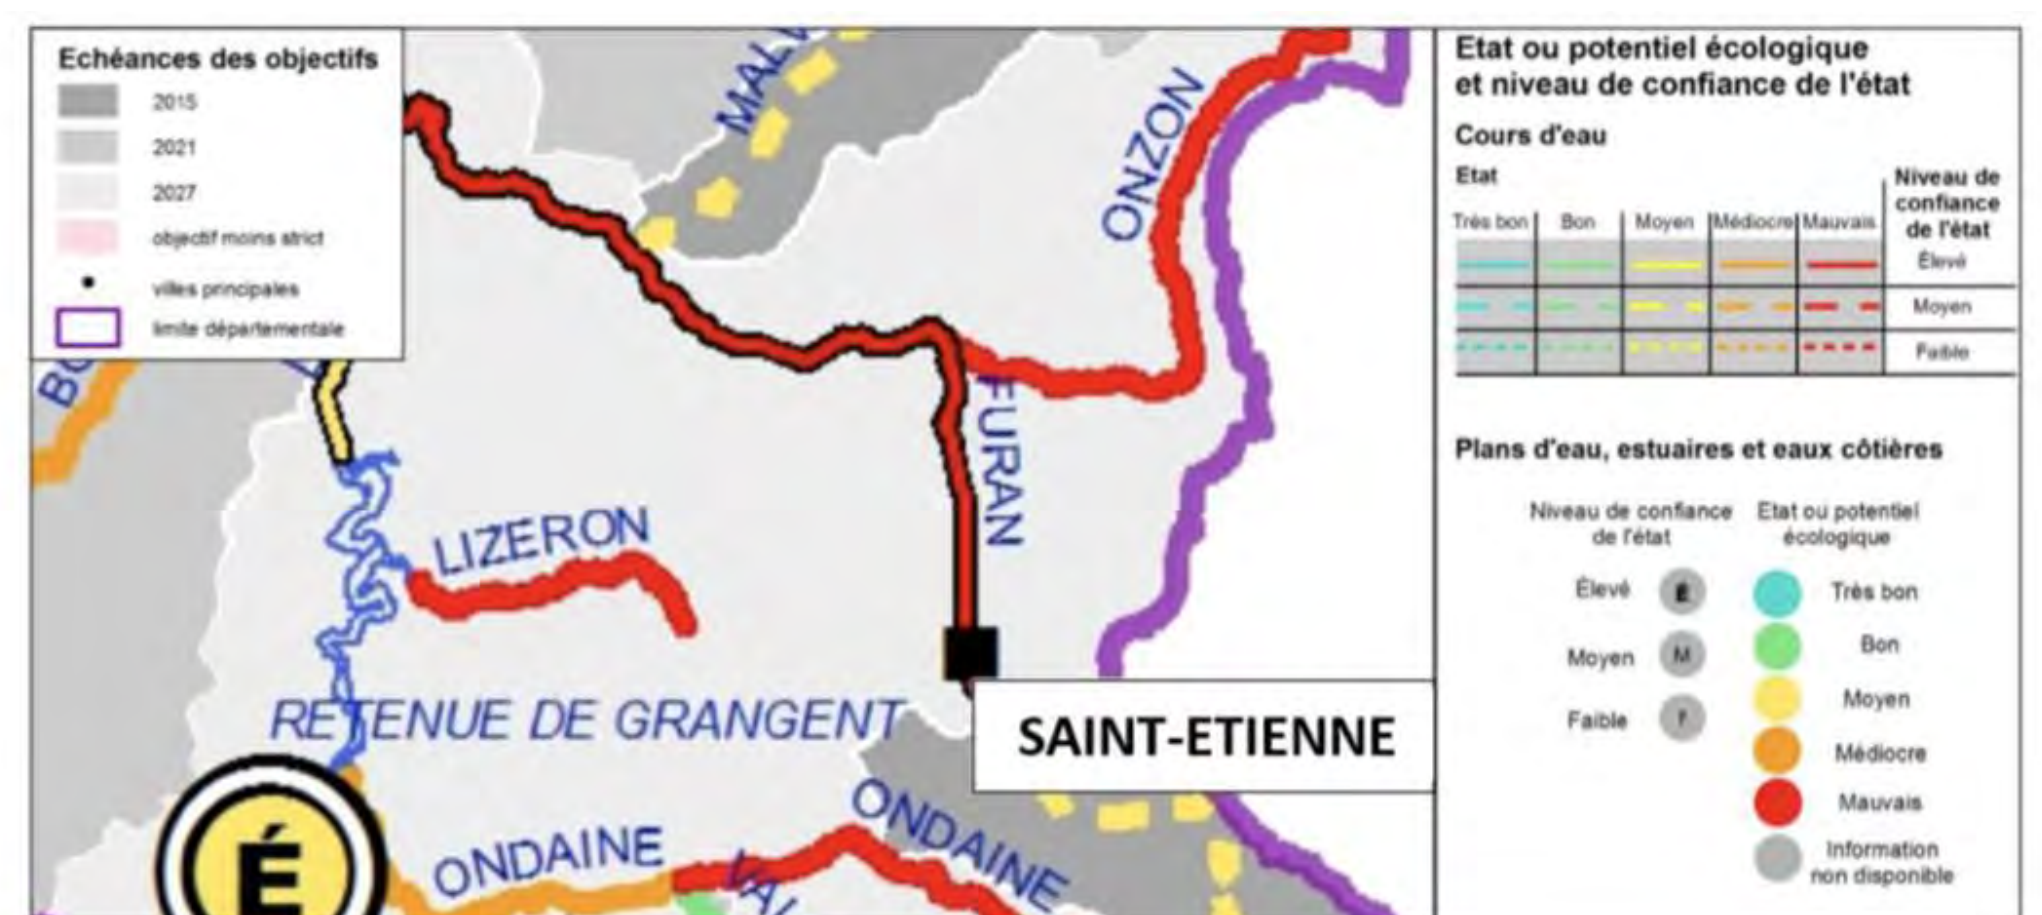 Echéances des objectifs
2015
2021
2027
objectif moins strict
villes principales
limite départementale
MALV
ONZON
BO
FURAN
LIZERON
RETENUE DE GRANGENT
SAINT-ETIENNE
ONDAINE
ONDAINE
VAL
É
Etat ou potentiel écologique
et niveau de confiance de l'état
Cours d'eau
Etat
Niveau de
confiance
de l'état
Très bon
Bon
Moyen
Médiocre
Mauvais
Élevé
Moyen
Faible
Plans d'eau, estuaires et eaux côtières
Niveau de confiance
de l'état
Etat ou potentiel
écologique
Élevé
É
Très bon
Bon
Moyen
M
Moyen
Faible
F
Médiocre
Mauvais
Information
non disponible